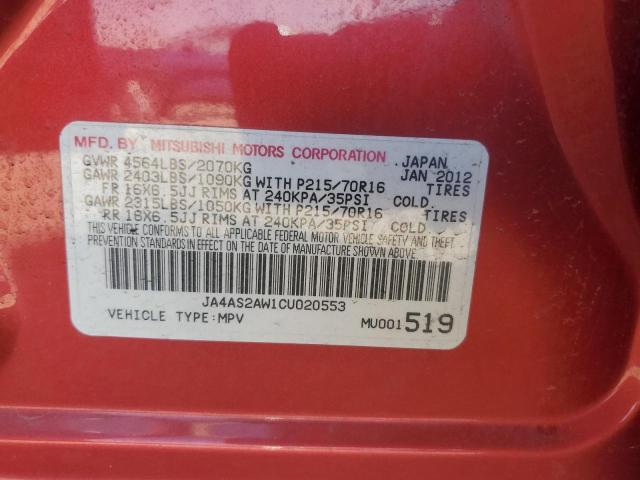 MFD. BY MITSUBISHI MOTORS CORPORATION JAPAN
GVWR 4564LBS/2070KG JAN 2012
GAWR 2403LBS/1090KG WITH P215/70R16 TIRES
FR 16X6.5JJ RIMS AT 240KPA/35PSI COLD.
GAWR 2315LBS/1050KG WITH P215/70R16 TIRES
RR 16X6.5JJ RIMS AT 240KPA/35PSI COLD.
THIS VEHICLE CONFORMS TO ALL APPLICABLE FEDERAL MOTOR VEHICLE SAFETY AND THEFT
PREVENTION STANDARDS IN EFFECT ON THE DATE OF MANUFACTURE SHOWN ABOVE.
JA4AS2AW1CU020553
VEHICLE TYPE:MPV MU001519